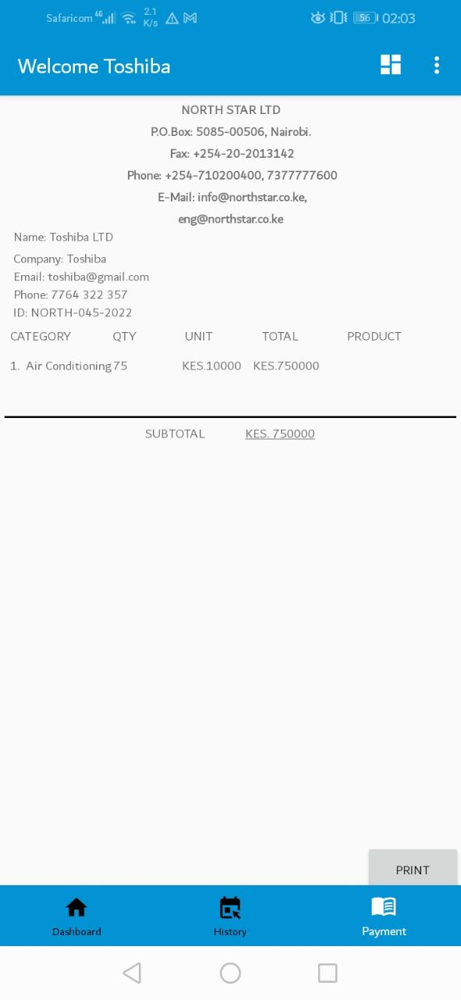 Safaricom 4G 2.1 K/s 56 02:03
Welcome Toshiba
NORTH STAR LTD
P.O.Box: 5085-00506, Nairobi.
Fax: +254-20-2013142
Phone: +254-710200400, 7377777600
E-Mail: info@northstar.co.ke,
eng@northstar.co.ke
Name: Toshiba LTD
Company: Toshiba
Email: toshiba@gmail.com
Phone: 7764 322 357
ID: NORTH-045-2022
CATEGORY QTY UNIT TOTAL PRODUCT
1. Air Conditioning 75 KES.10000 KES.750000
SUBTOTAL KES. 750000
PRINT
Dashboard History Payment